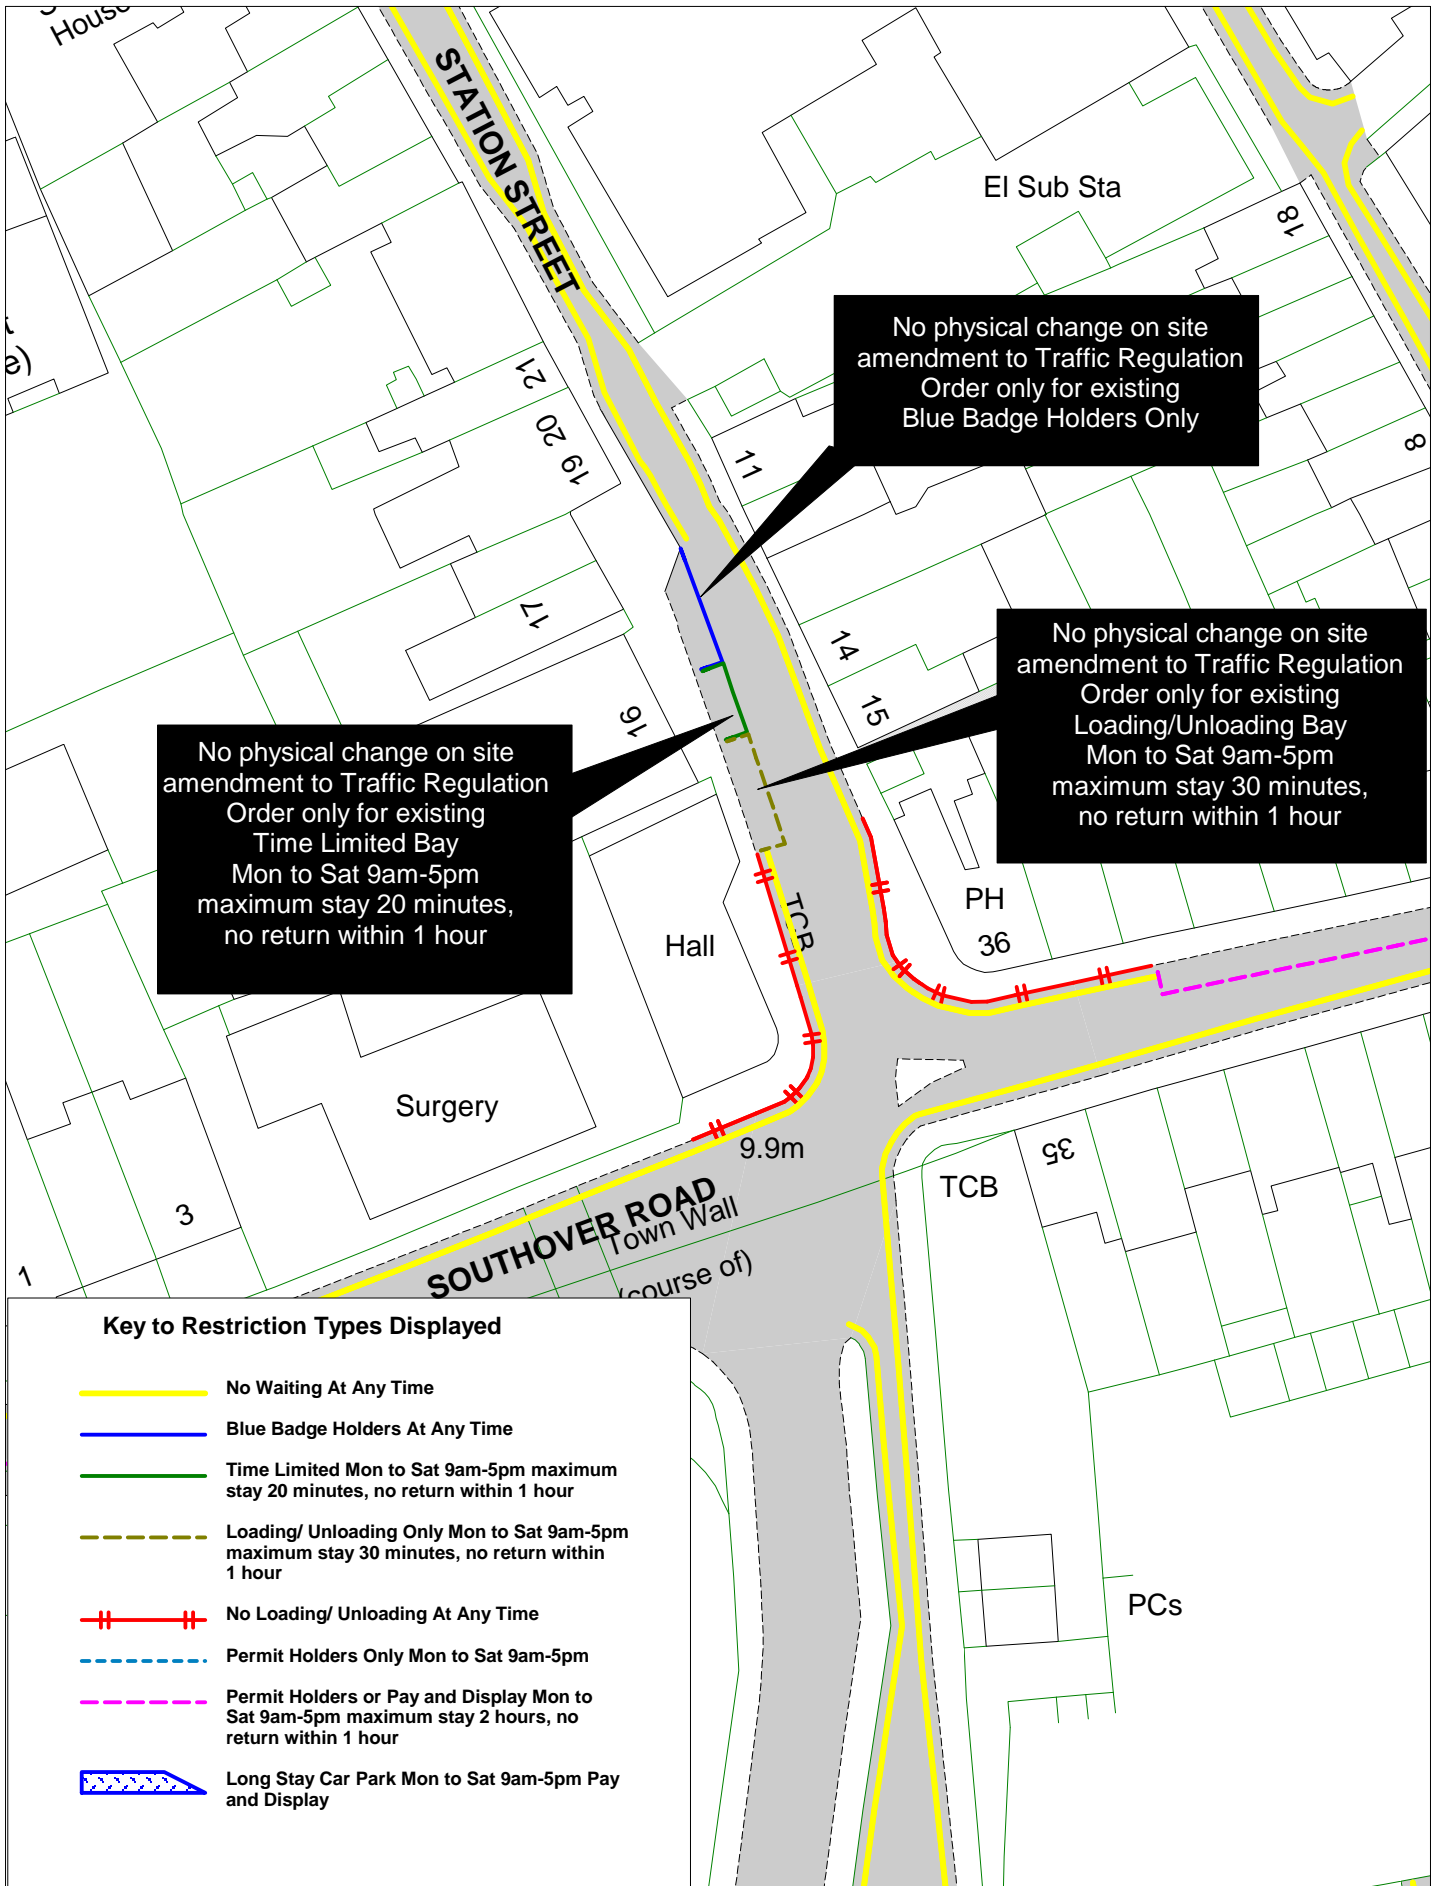 House
STATION STREET
El Sub Sta
18
No physical change on site
amendment to Traffic Regulation
Order only for existing
Blue Badge Holders Only
e)
21
20
19
11
8
17
14
15
16
No physical change on site
amendment to Traffic Regulation
Order only for existing
Loading/Unloading Bay
Mon to Sat 9am-5pm
maximum stay 30 minutes,
no return within 1 hour
No physical change on site
amendment to Traffic Regulation
Order only for existing
Time Limited Bay
Mon to Sat 9am-5pm
maximum stay 20 minutes,
no return within 1 hour
TCB
PH
36
Hall
Surgery
9.9m
35
TCB
3
1
SOUTHOVER ROAD
Town Wall
(course of)
Key to Restriction Types Displayed
No Waiting At Any Time
Blue Badge Holders At Any Time
Time Limited Mon to Sat 9am-5pm maximum
stay 20 minutes, no return within 1 hour
Loading/ Unloading Only Mon to Sat 9am-5pm
maximum stay 30 minutes, no return within
1 hour
No Loading/ Unloading At Any Time
Permit Holders Only Mon to Sat 9am-5pm
Permit Holders or Pay and Display Mon to
Sat 9am-5pm maximum stay 2 hours, no
return within 1 hour
Long Stay Car Park Mon to Sat 9am-5pm Pay
and Display
PCs